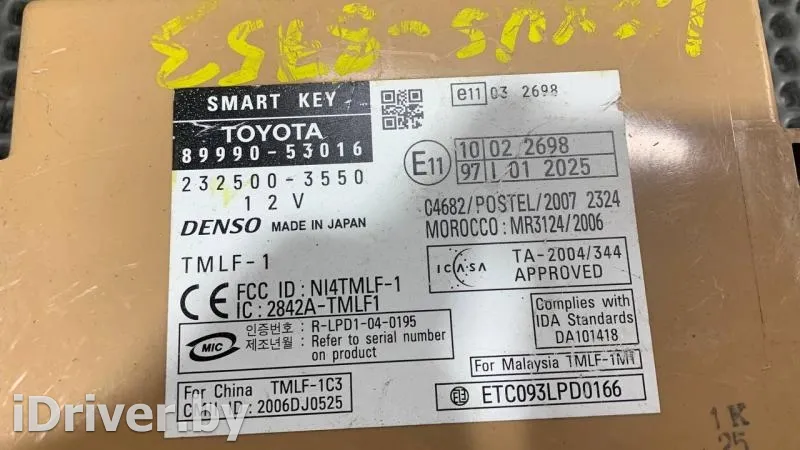 SMART KEY
TOYOTA
89990-53016
232500-3550
12V
DENSO MADE IN JAPAN
TMLF-1
CE FCC ID : NI4TMLF-1
IC : 2842A-TMLF1
MIC
인증번호 : R-LPD1-04-0195
제조년월 : Refer to serial number
on product
For China TMLF-1C3
ID : 2006DJ0525
e11 03 2698
E11
10 02 2698
97 I 01 2025
04682/POSTEL/2007 2324
MOROCCO : MR3124/2006
ICASA
TA-2004/344
APPROVED
Complies with
IDA Standards
DA101418
For Malaysia TMLF-1MT
ETC093LPD0166
1K
25
iDriver.by